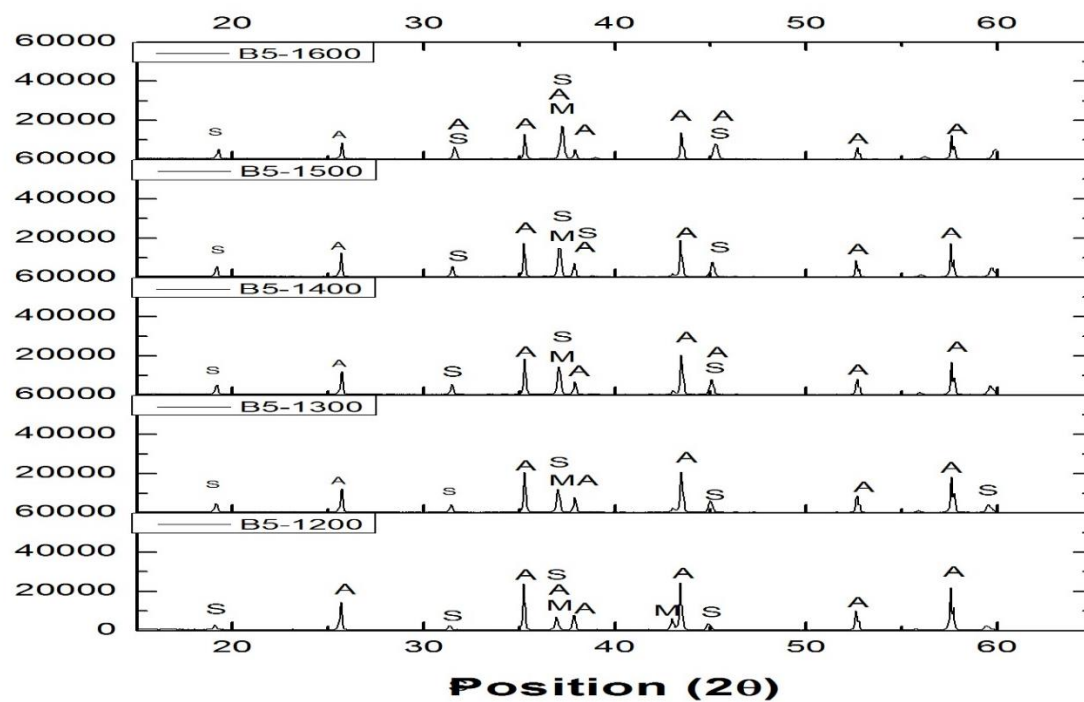 20 30 40 50 60
60000
B5-1600
40000
S
A A A
S A M A A
20000
S A S A S A
60000
B5-1500
40000
S S
A M A A S A A
20000
S A S
60000
B5-1400
40000
S A A A
A M A S A
20000
S A S
60000
B5-1300
40000
A S A A
M A
20000
S A S S A S
60000
B5-1200
40000
A S A A
A
20000
S A S M A M S A
0
20 30 40 50 60
Position (2θ)